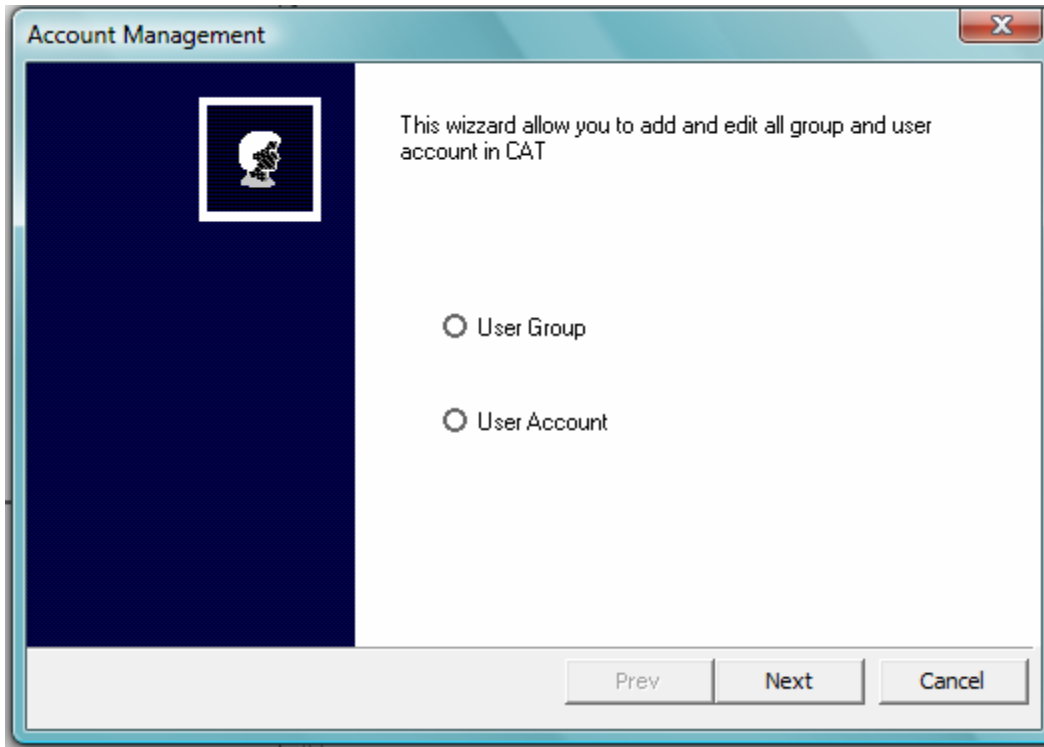 Account Management
X
This wizzard allow you to add and edit all group and user
account in CAT
User Group
User Account
Prev
Next
Cancel